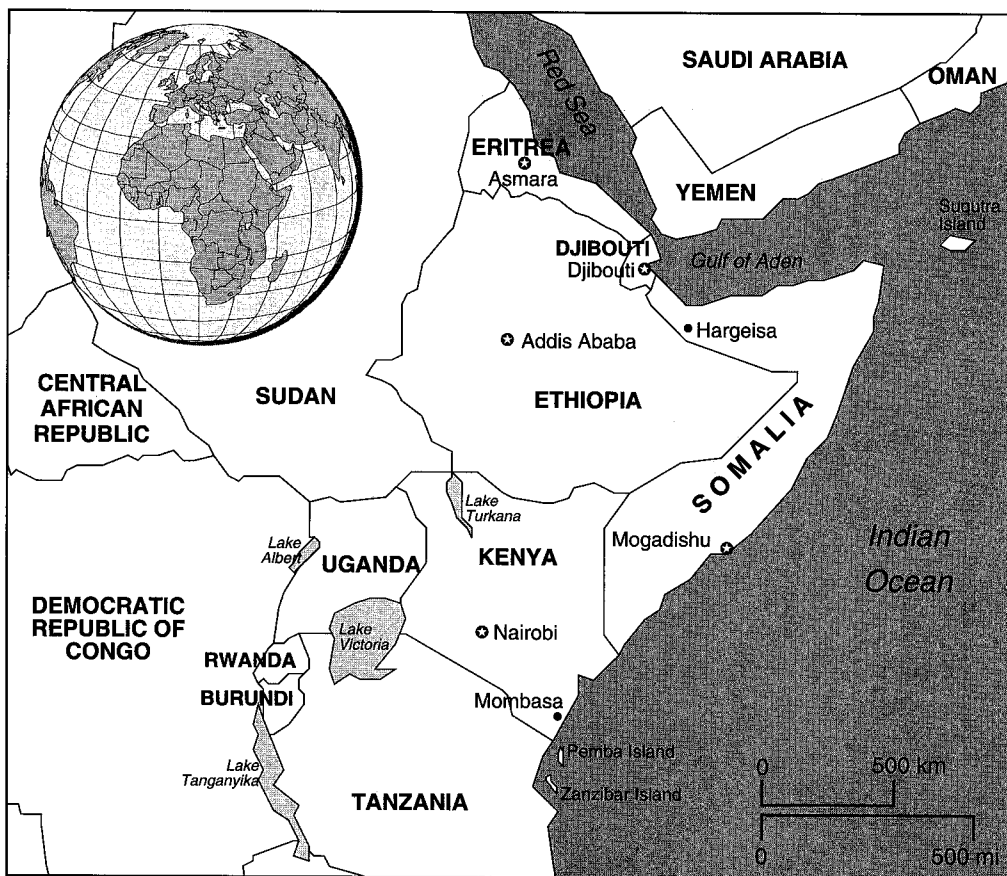 SAUDI ARABIA
OMAN
Red Sea
ERITREA
Asmara
YEMEN
Suqutra
Island
DJIBOUTI
Djibouti
Gulf of Aden
Hargeisa
Addis Ababa
CENTRAL
AFRICAN
REPUBLIC
SUDAN
ETHIOPIA
SOMALIA
Lake
Turkana
Lake
Albert
UGANDA
KENYA
Mogadishu
Indian
Ocean
DEMOCRATIC
REPUBLIC OF
CONGO
Lake
Victoria
Nairobi
RWANDA
BURUNDI
Mombasa
Lake
Tanganyika
Pemba Island
Zanzibar Island
TANZANIA
0 500 km
0 500 mi